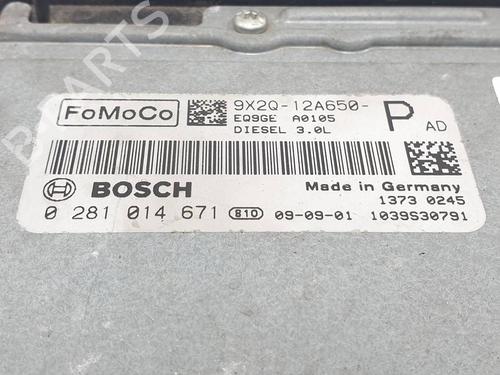 FoMoCo
9X2Q-12A650-
P
AD
EQ9GE A0105
DIESEL 3.0L
BOSCH
Made in Germany
1373 0245
0 281 014 671 810 09-09-01 1039S30791
B-PARTS